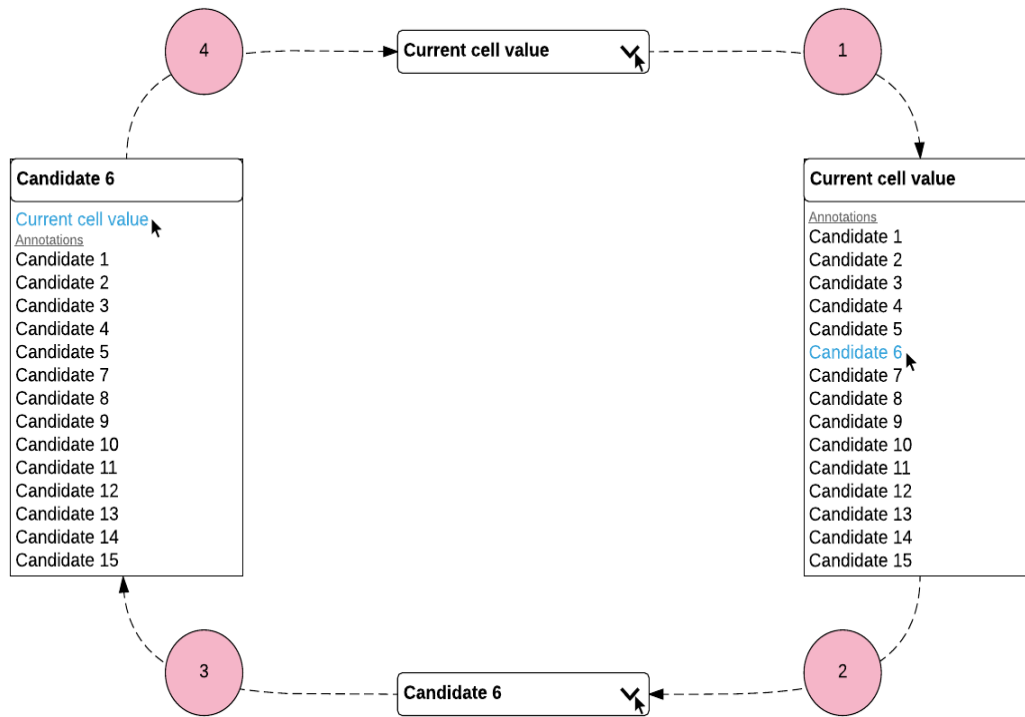 4
Current cell value
1
Candidate 6
Current cell value
Annotations
Candidate 1
Candidate 2
Candidate 3
Candidate 4
Candidate 5
Candidate 7
Candidate 8
Candidate 9
Candidate 10
Candidate 11
Candidate 12
Candidate 13
Candidate 14
Candidate 15
Current cell value
Annotations
Candidate 1
Candidate 2
Candidate 3
Candidate 4
Candidate 5
Candidate 6
Candidate 7
Candidate 8
Candidate 9
Candidate 10
Candidate 11
Candidate 12
Candidate 13
Candidate 14
Candidate 15
3
Candidate 6
2